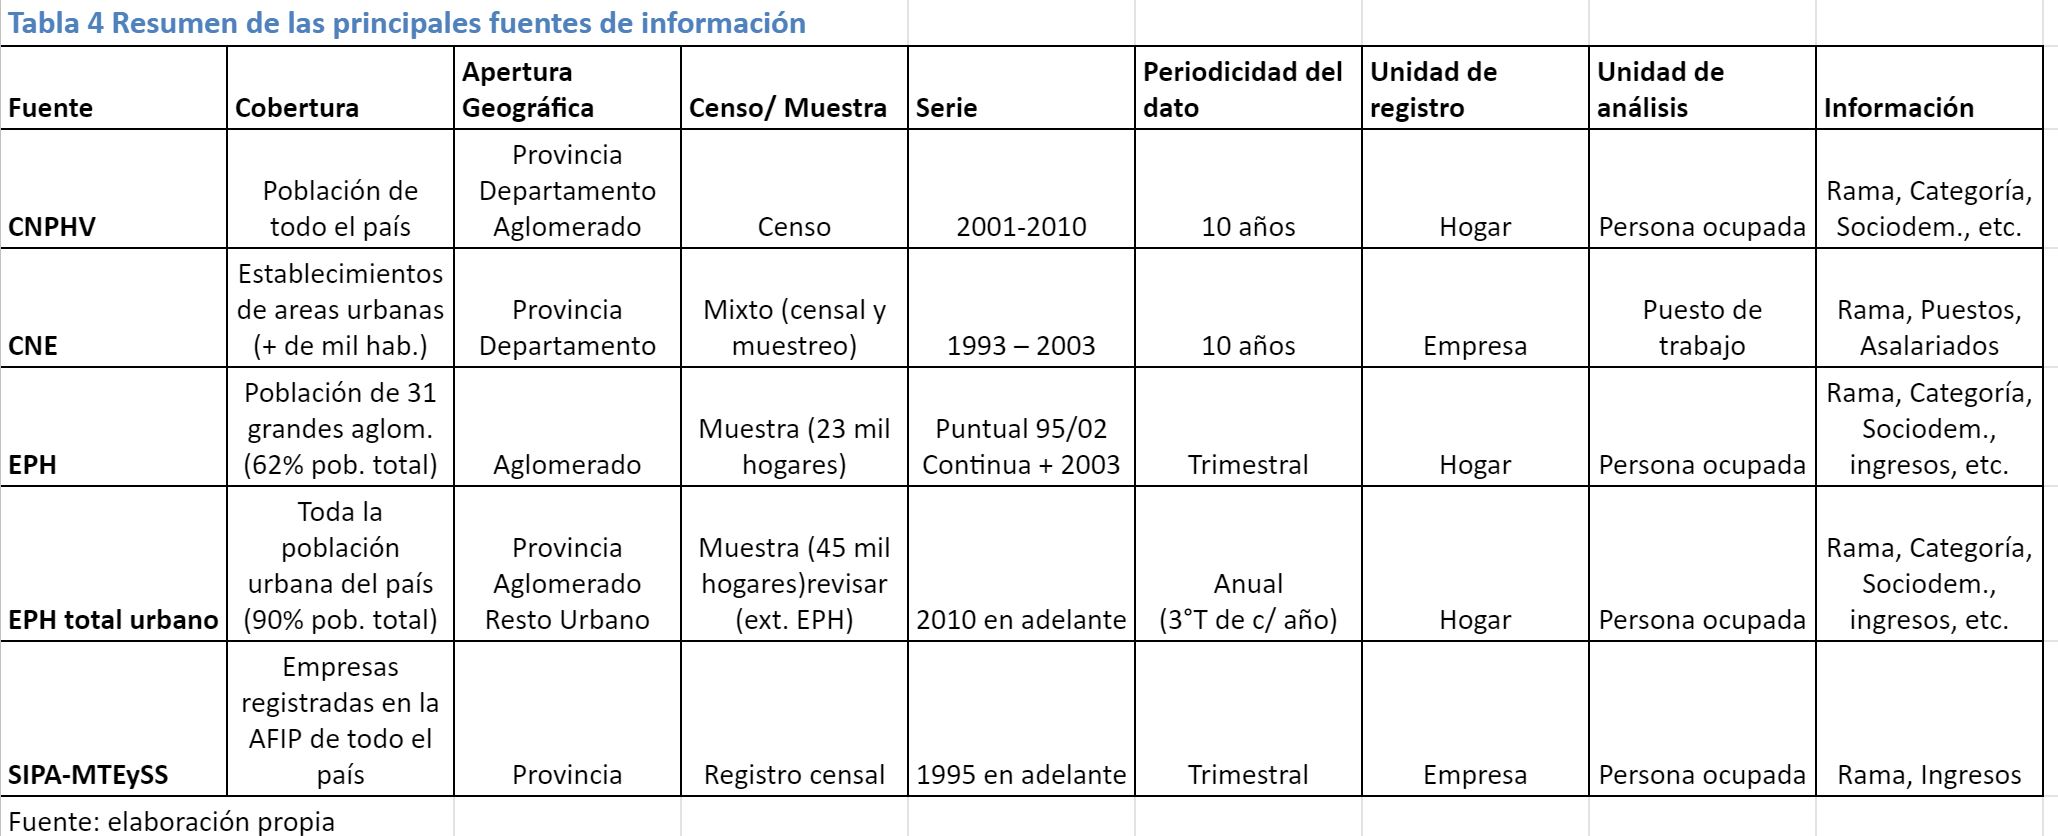 Tabla 4 Resumen de las principales fuentes de información
Fuente
Cobertura
Apertura
Geográfica
Censo/ Muestra
Serie
Periodicidad del
dato
Unidad de
registro
Unidad de
análisis
Información
CNPHV
Población de
todo el país
Provincia
Departamento
Aglomerado
Censo
2001-2010
10 años
Hogar
Persona ocupada
Rama, Categoría,
Sociodem., etc.
CNE
Establecimientos
de areas urbanas
(+ de mil hab.)
Provincia
Departamento
Mixto (censal y
muestreo)
1993 – 2003
10 años
Empresa
Puesto de
trabajo
Rama, Puestos,
Asalariados
EPH
Población de 31
grandes aglom.
(62% pob. total)
Aglomerado
Muestra (23 mil
hogares)
Puntual 95/02
Continua + 2003
Trimestral
Hogar
Persona ocupada
Rama, Categoría,
Sociodem.,
ingresos, etc.
EPH total urbano
Toda la
población
urbana del país
(90% pob. total)
Provincia
Aglomerado
Resto Urbano
Muestra (45 mil
hogares)revisar
(ext. EPH)
2010 en adelante
Anual
(3°T de c/ año)
Hogar
Persona ocupada
Rama, Categoría,
Sociodem.,
ingresos, etc.
SIPA-MTEySS
Empresas
registradas en la
AFIP de todo el
país
Provincia
Registro censal
1995 en adelante
Trimestral
Empresa
Persona ocupada
Rama, Ingresos
Fuente: elaboración propia